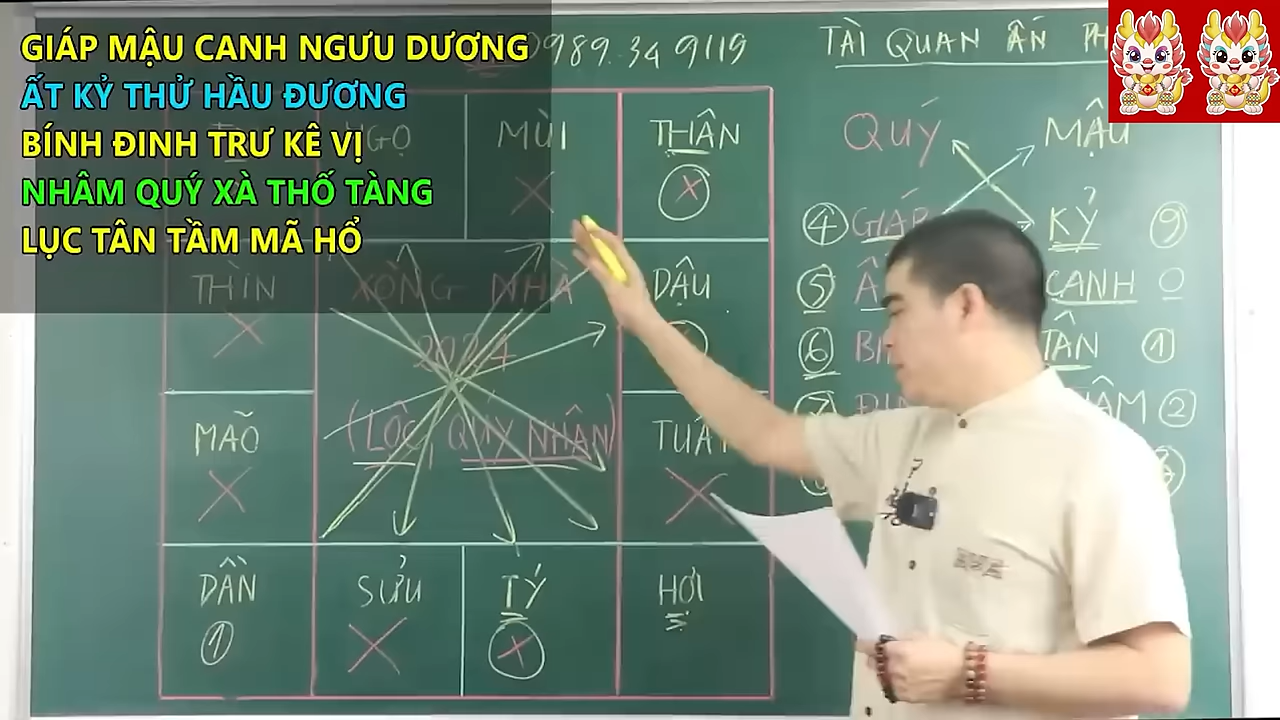 GIÁP MẬU CANH NGƯU DƯƠNG
ẤT KỶ THỬ HẦU ĐƯƠNG
BÍNH ĐINH TRƯ KÊ VỊ
NHÂM QUÝ XÀ THỐ TÀNG
LỤC TÂN TẦM MÃ HỔ
0989.34 9119
TÀI QUAN ẤN
NGỌ MÙI THÂN
THÌN DẬU
MÃO
DẦN SỬU TÝ HỢI
1
XÔNG NHÀ
2024
(LỘC, QUÝ NHÂN)
QUÝ MẬU
4 GIÁP KỶ 9
5 CANH 0
6 TÂN 1
2